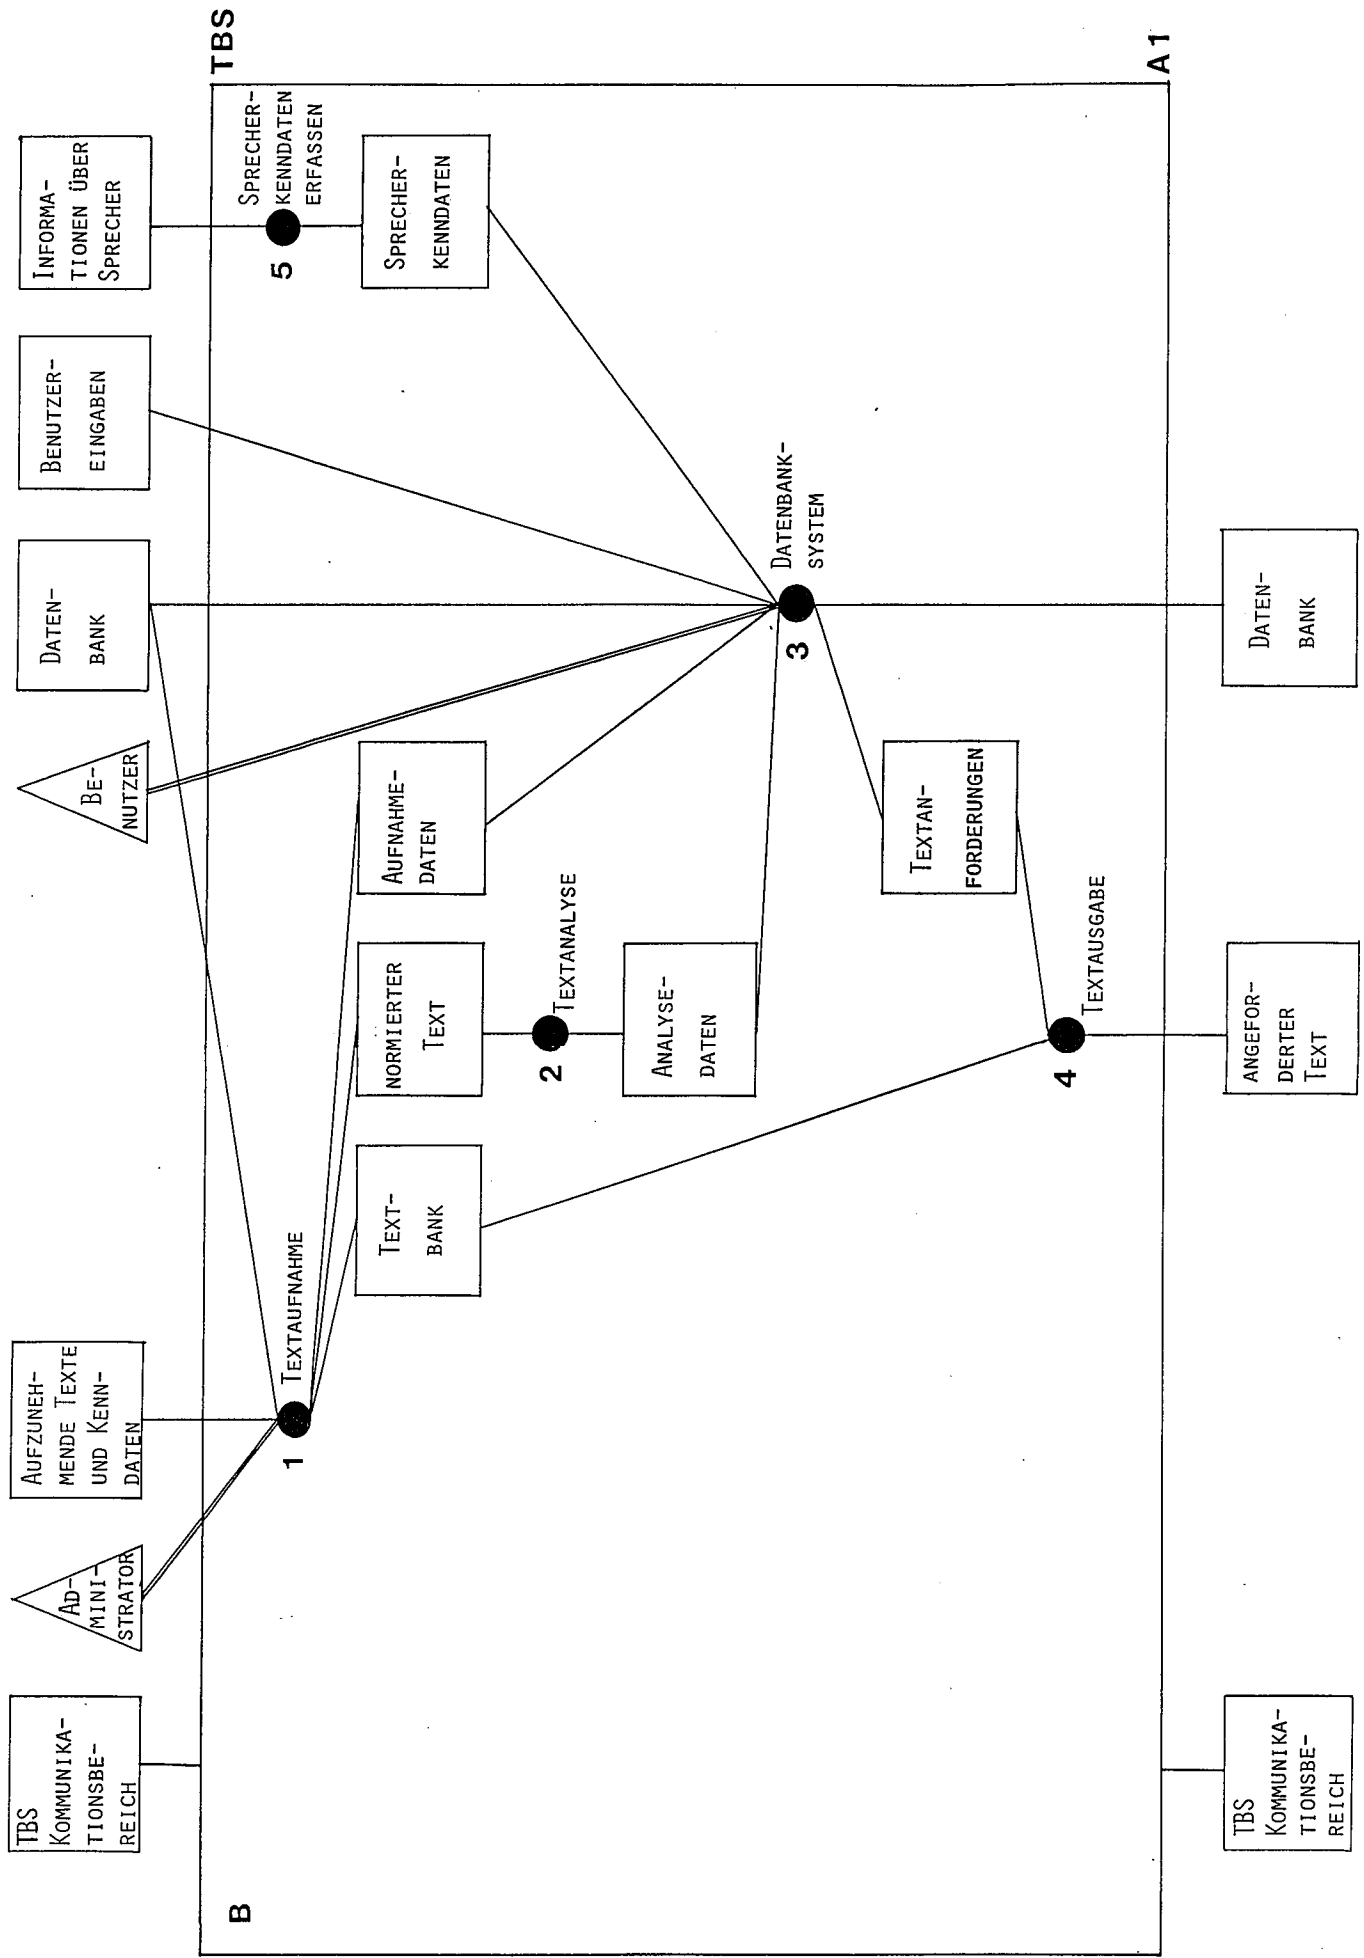 TBS
KOMMUNIKA-
TIONSBE-
REICH
AD-
MINI-
STRATOR
AUFZUNEH-
MENDE TEXTE
UND KENN-
DATEN
BE-
NUTZER
DATEN-
BANK
BENUTZER-
EINGABEN
INFORMA-
TIONEN ÜBER
SPRECHER
B
TBS
1
TEXTAUFNAHME
5
SPRECHER-
KENNDATEN
ERFASSEN
TEXT-
BANK
NORMIERTER
TEXT
AUFNAHME-
DATEN
SPRECHER-
KENNDATEN
2
TEXTANALYSE
ANALYSE-
DATEN
3
DATENBANK-
SYSTEM
TEXTAN-
FORDERUNGEN
4
TEXTAUSGABE
A1
TBS
KOMMUNIKA-
TIONSBE-
REICH
ANGEFOR-
DERTER
TEXT
DATEN-
BANK